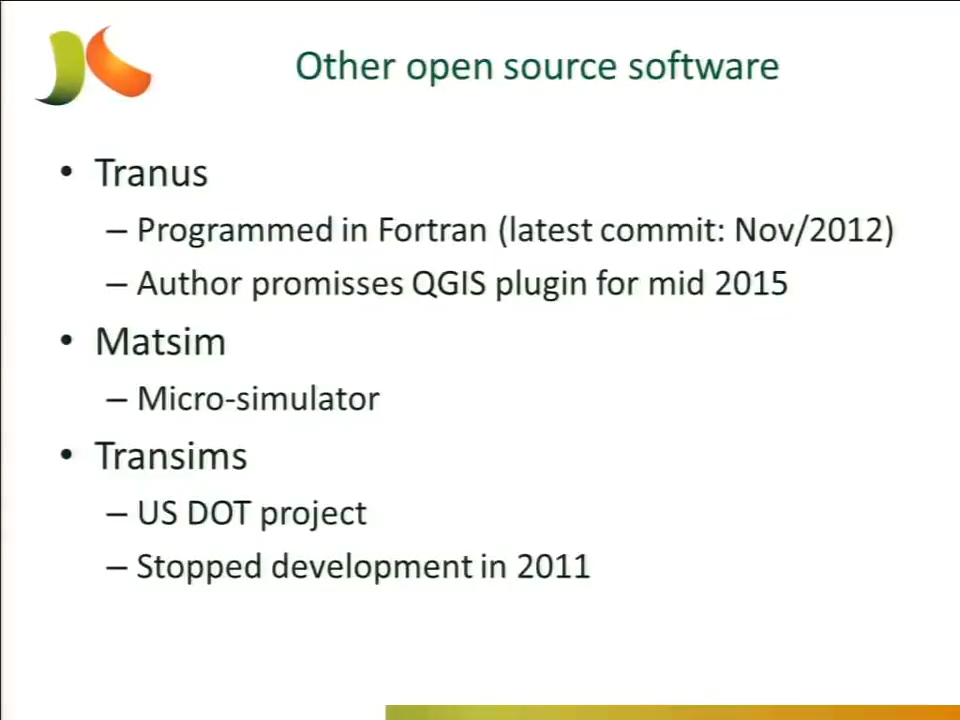 Other open source software
• Tranus
– Programmed in Fortran (latest commit: Nov/2012)
– Author promisses QGIS plugin for mid 2015
• Matsim
– Micro-simulator
• Transims
– US DOT project
– Stopped development in 2011